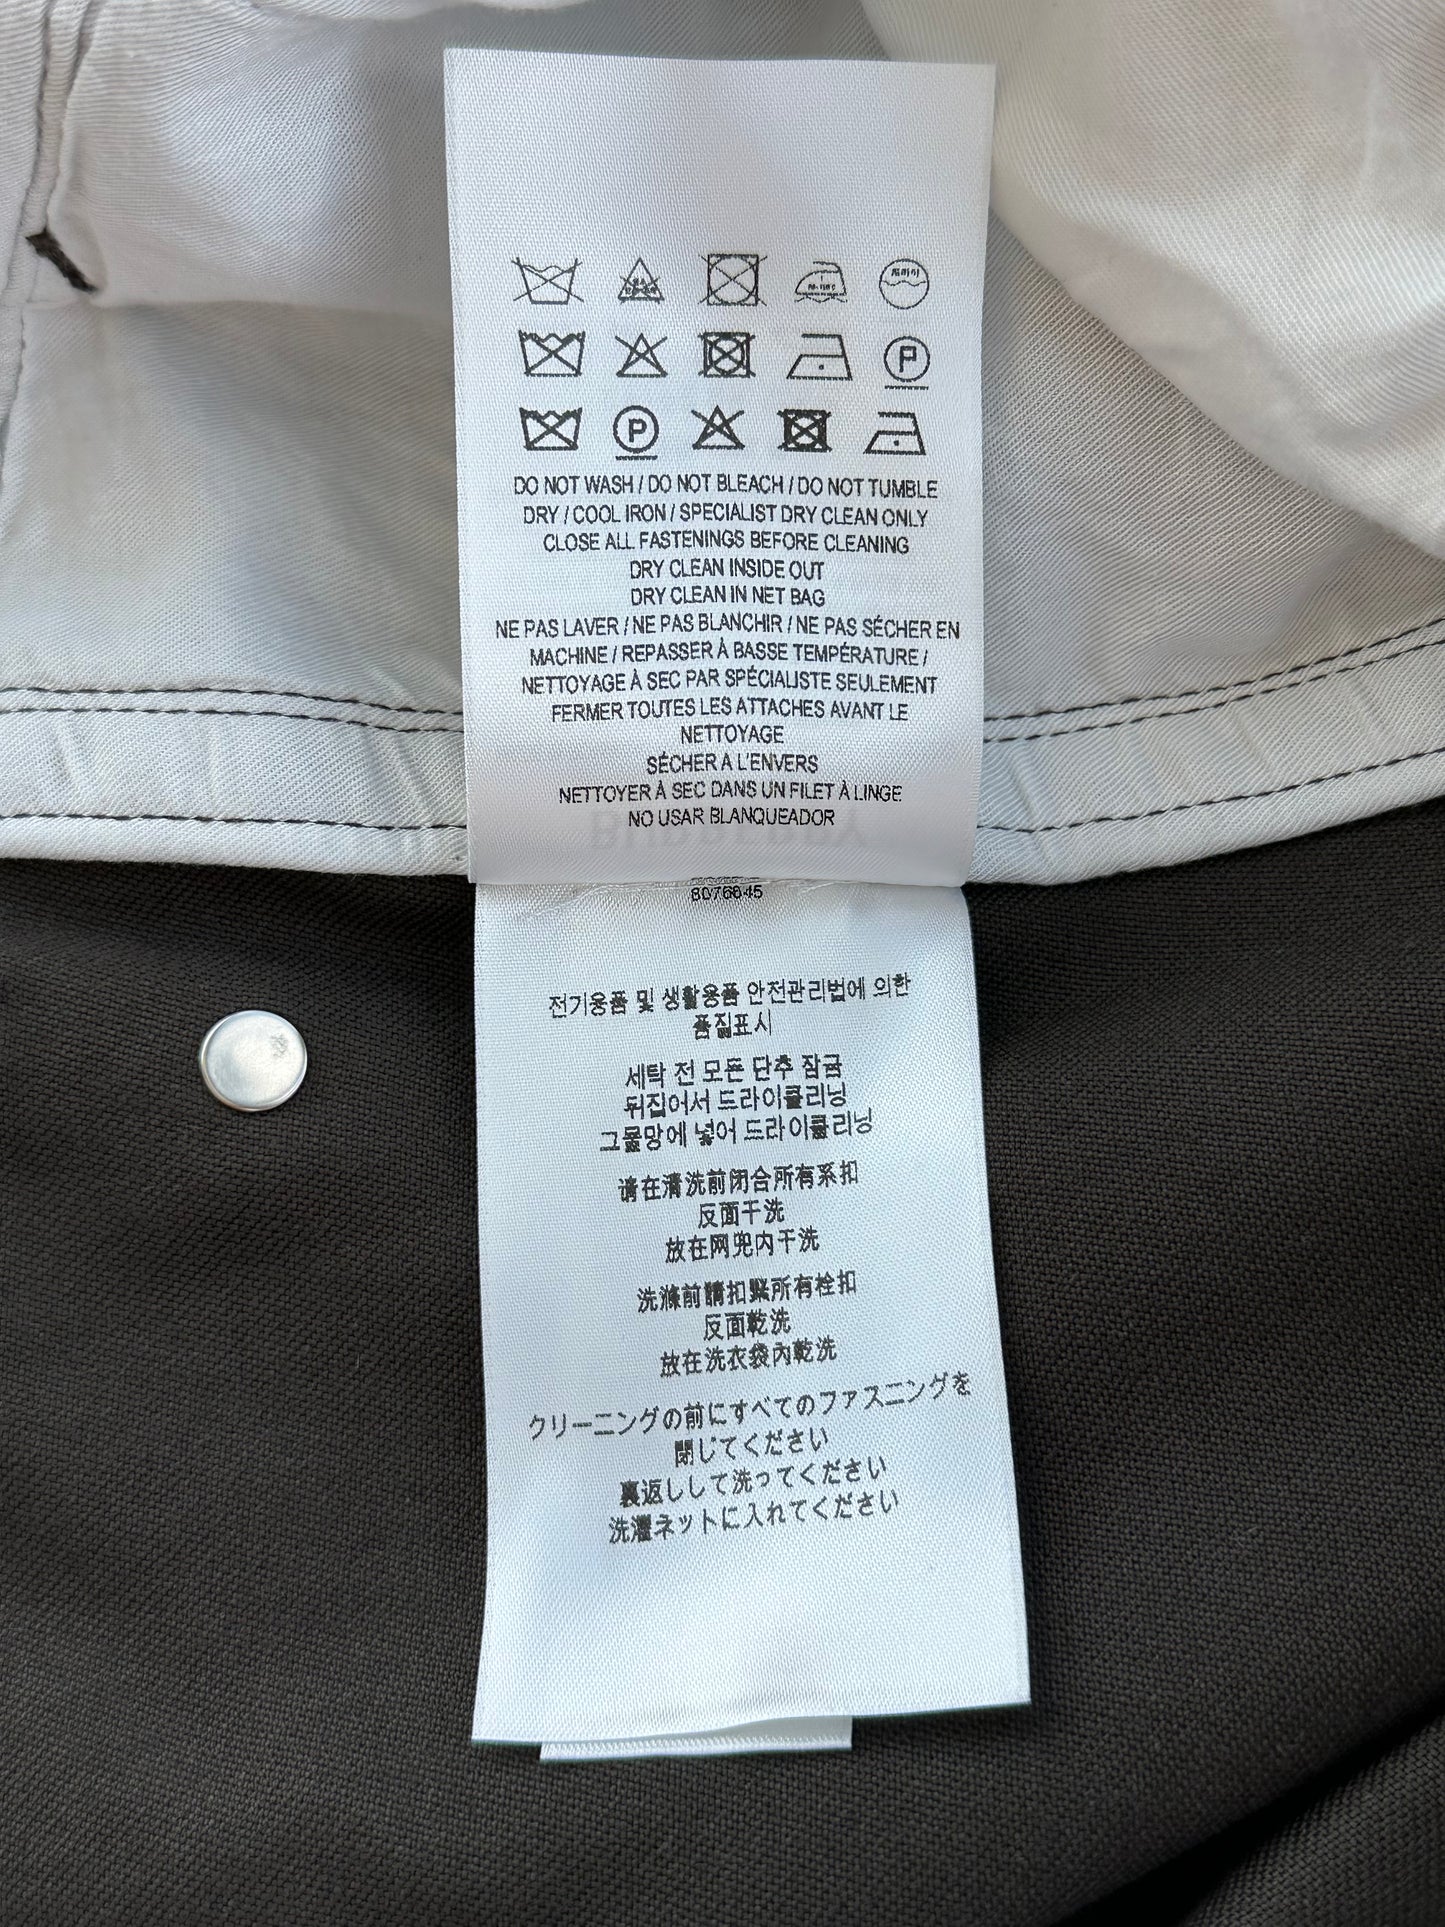 DO NOT WASH / DO NOT BLEACH / DO NOT TUMBLE
DRY / COOL IRON / SPECIALIST DRY CLEAN ONLY
CLOSE ALL FASTENINGS BEFORE CLEANING
DRY CLEAN INSIDE OUT
DRY CLEAN IN NET BAG
NE PAS LAVER / NE PAS BLANCHIR / NE PAS SÉCHER EN
MACHINE / REPASSER À BASSE TEMPÉRATURE /
NETTOYAGE À SEC PAR SPÉCIALISTE SEULEMENT
FERMER TOUTES LES ATTACHES AVANT LE
NETTOYAGE
SÉCHER A L'ENVERS
NETTOYER À SEC DANS UN FILET À LINGE
NO USAR BLANQUEADOR
8076645
전기용품 및 생활용품 안전관리법에 의한
품질표시
세탁 전 모든 단추 잠금
뒤집어서 드라이클리닝
그물망에 넣어 드라이클리닝
请在清洗前闭合所有系扣
反面干洗
放在网兜内干洗
洗滌前請扣緊所有栓扣
反面乾洗
放在洗衣袋內乾洗
クリーニングの前にすべてのファスニングを
閉じてください
裏返しして洗ってください
洗濯ネットに入れてください